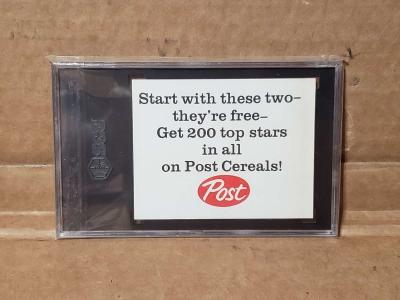 Start with these two–
they're free–
Get 200 top stars
in all
on Post Cereals!
Post